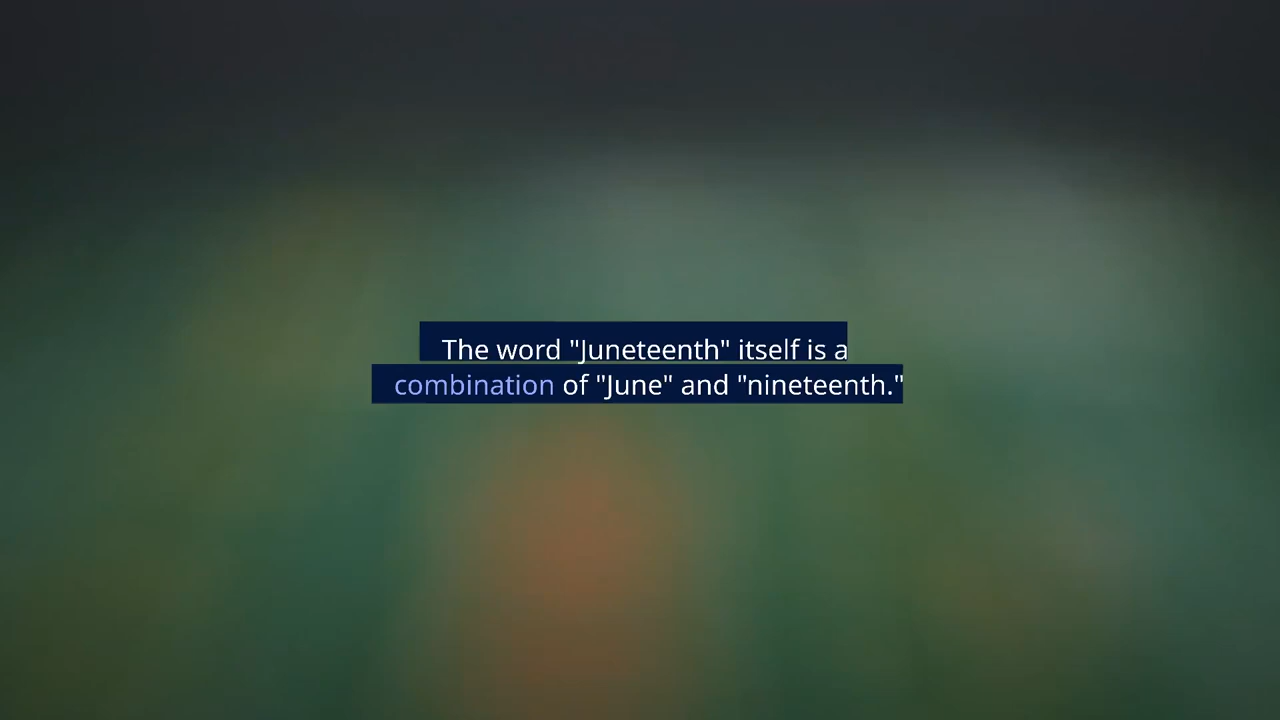 The word "Juneteenth" itself is a
combination of "June" and "nineteenth."